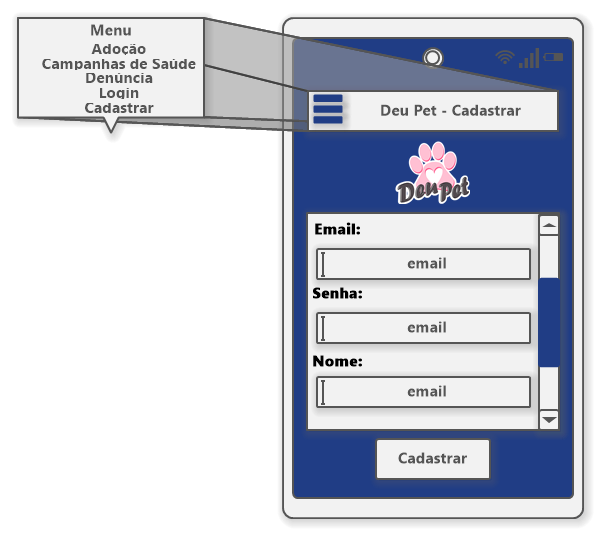 Menu
Adoção
Campanhas de Saúde
Denúncia
Login
Cadastrar
Deu Pet - Cadastrar
Deu Pet
Email:
email
Senha:
email
Nome:
email
Cadastrar